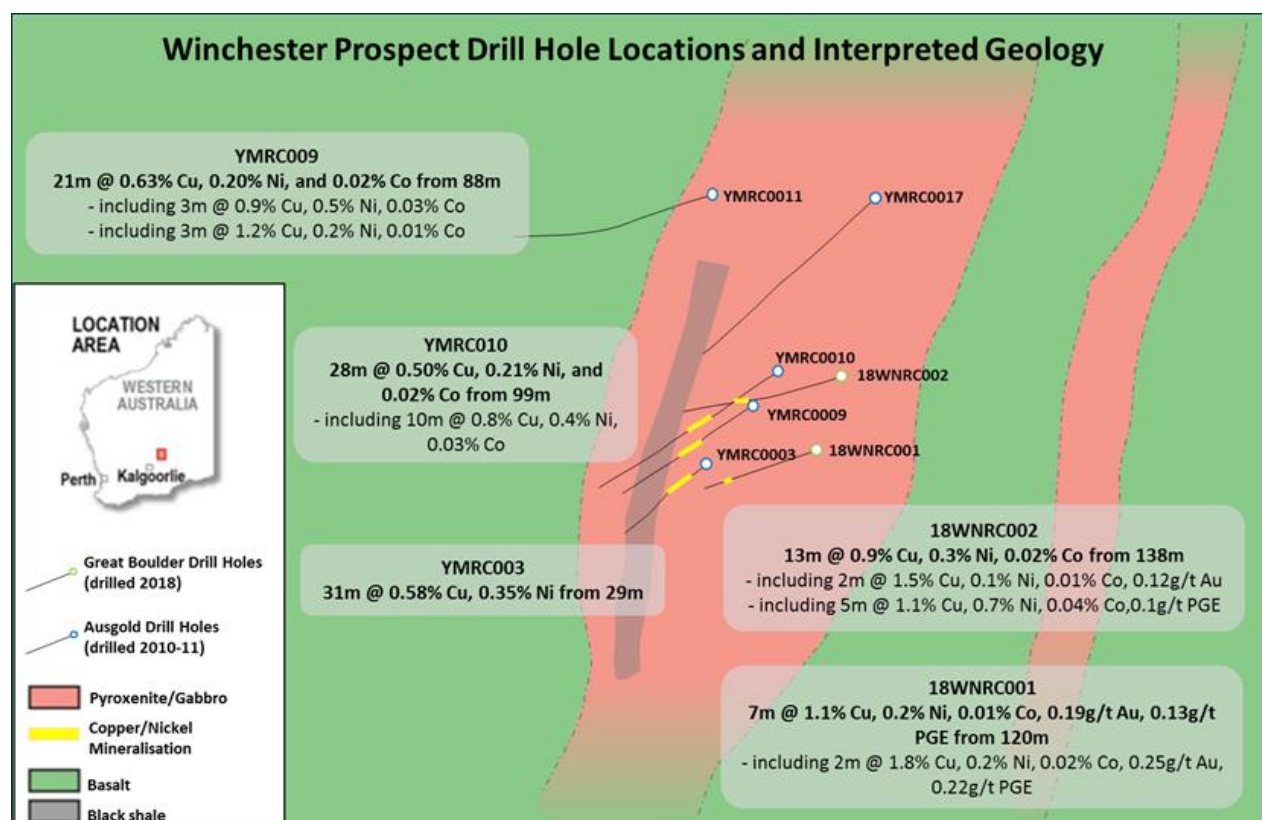 Winchester Prospect Drill Hole Locations and Interpreted Geology
YMRC009
21m @ 0.63% Cu, 0.20% Ni, and 0.02% Co from 88m
- including 3m @ 0.9% Cu, 0.5% Ni, 0.03% Co
- including 3m @ 1.2% Cu, 0.2% Ni, 0.01% Co
YMRC0011
YMRC0017
YMRC010
28m @ 0.50% Cu, 0.21% Ni, and
0.02% Co from 99m
- including 10m @ 0.8% Cu, 0.4% Ni,
0.03% Co
YMRC0010
18WNRC002
YMRC0009
YMRC0003
18WNRC001
YMRC003
31m @ 0.58% Cu, 0.35% Ni from 29m
18WNRC002
13m @ 0.9% Cu, 0.3% Ni, 0.02% Co from 138m
- including 2m @ 1.5% Cu, 0.1% Ni, 0.01% Co, 0.12g/t Au
- including 5m @ 1.1% Cu, 0.7% Ni, 0.04% Co,0.1g/t PGE
18WNRC001
7m @ 1.1% Cu, 0.2% Ni, 0.01% Co, 0.19g/t Au, 0.13g/t
PGE from 120m
- including 2m @ 1.8% Cu, 0.2% Ni, 0.02% Co, 0.25g/t Au,
0.22g/t PGE
LOCATION
AREA
WESTERN
AUSTRALIA
Perth
Kalgoorlie
Great Boulder Drill Holes
(drilled 2018)
Ausgold Drill Holes
(drilled 2010-11)
Pyroxenite/Gabbro
Copper/Nickel
Mineralisation
Basalt
Black shale